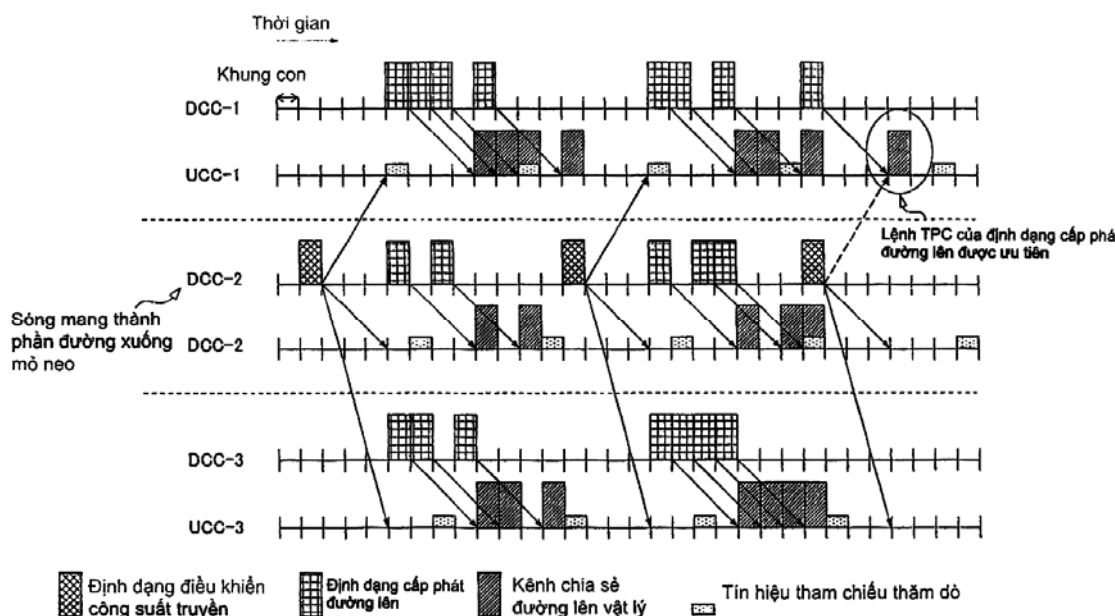 Thời gian
Khung con
DCC-1
UCC-1
Lệnh TPC của định dạng cấp phát
đường lên được ưu tiên
DCC-2
Sóng mang thành
phần đường xuống
mỏ nẹo
DCC-2
DCC-3
UCC-3
Định dạng điều khiển
công suất truyền
Định dạng cấp phát
đường lên
Kênh chia sẻ
đường lên vật lý
Tín hiệu tham chiếu thăm dò